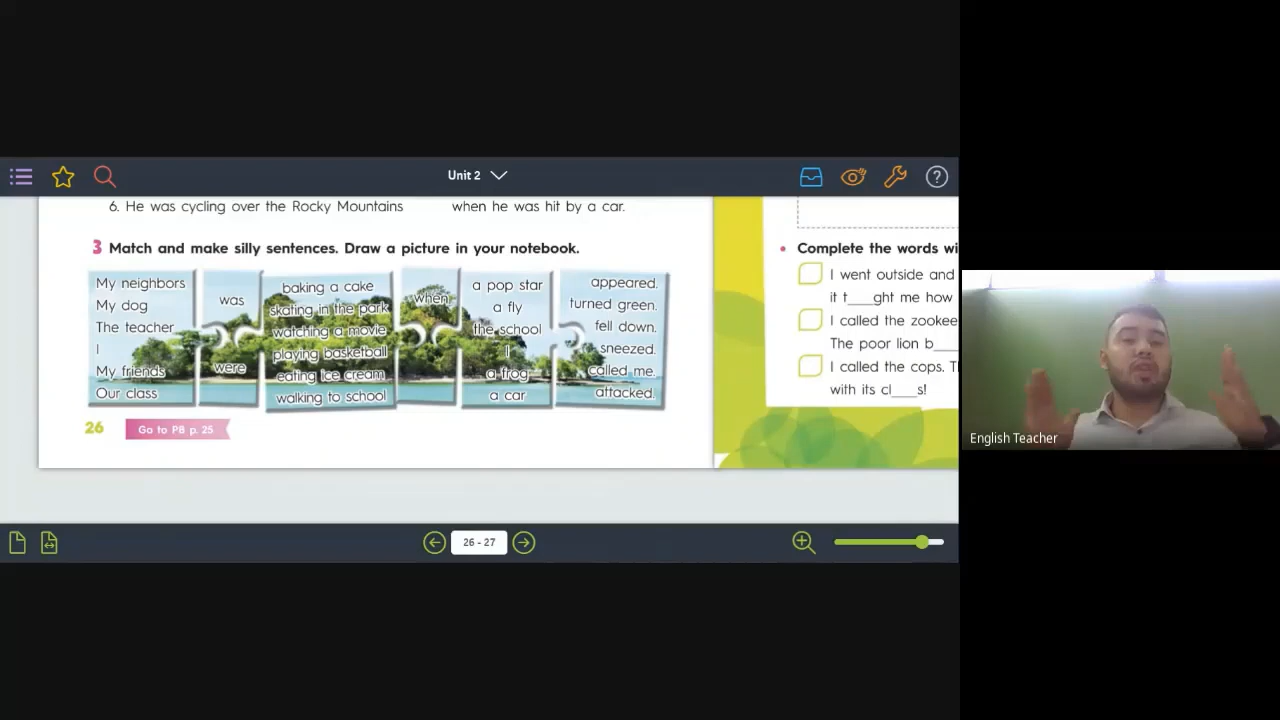 Unit 2
6. He was cycling over the Rocky Mountains when he was hit by a car.
3 Match and make silly sentences. Draw a picture in your notebook.
My neighbors
My dog
The teacher
I
My friends
Our class
was
were
baking a cake
skating in the park
watching a movie
playing basketball
eating ice cream
walking to school
when
a pop star
a fly
the school
I
a frog
a car
appeared.
turned green.
fell down.
sneezed.
called me.
attacked.
26
Go to PB p. 25
• Complete the words wi
I went outside and
it t___ght me how
I called the zookee
The poor lion b___
I called the cops. T
with its cl___s!
English Teacher
26 - 27